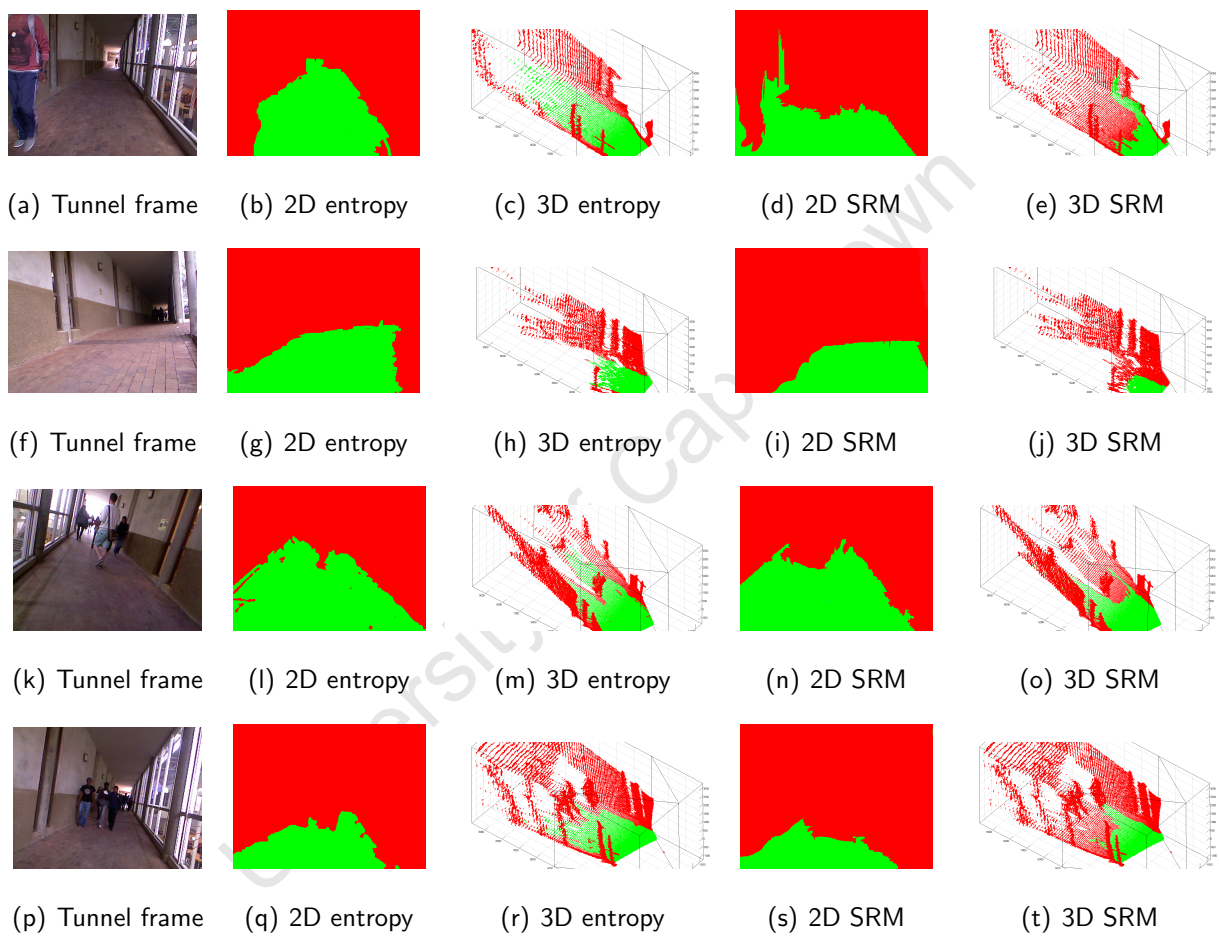 (a) Tunnel frame (b) 2D entropy (c) 3D entropy (d) 2D SRM (e) 3D SRM
(f) Tunnel frame (g) 2D entropy (h) 3D entropy (i) 2D SRM (j) 3D SRM
(k) Tunnel frame (l) 2D entropy (m) 3D entropy (n) 2D SRM (o) 3D SRM
(p) Tunnel frame (q) 2D entropy (r) 3D entropy (s) 2D SRM (t) 3D SRM